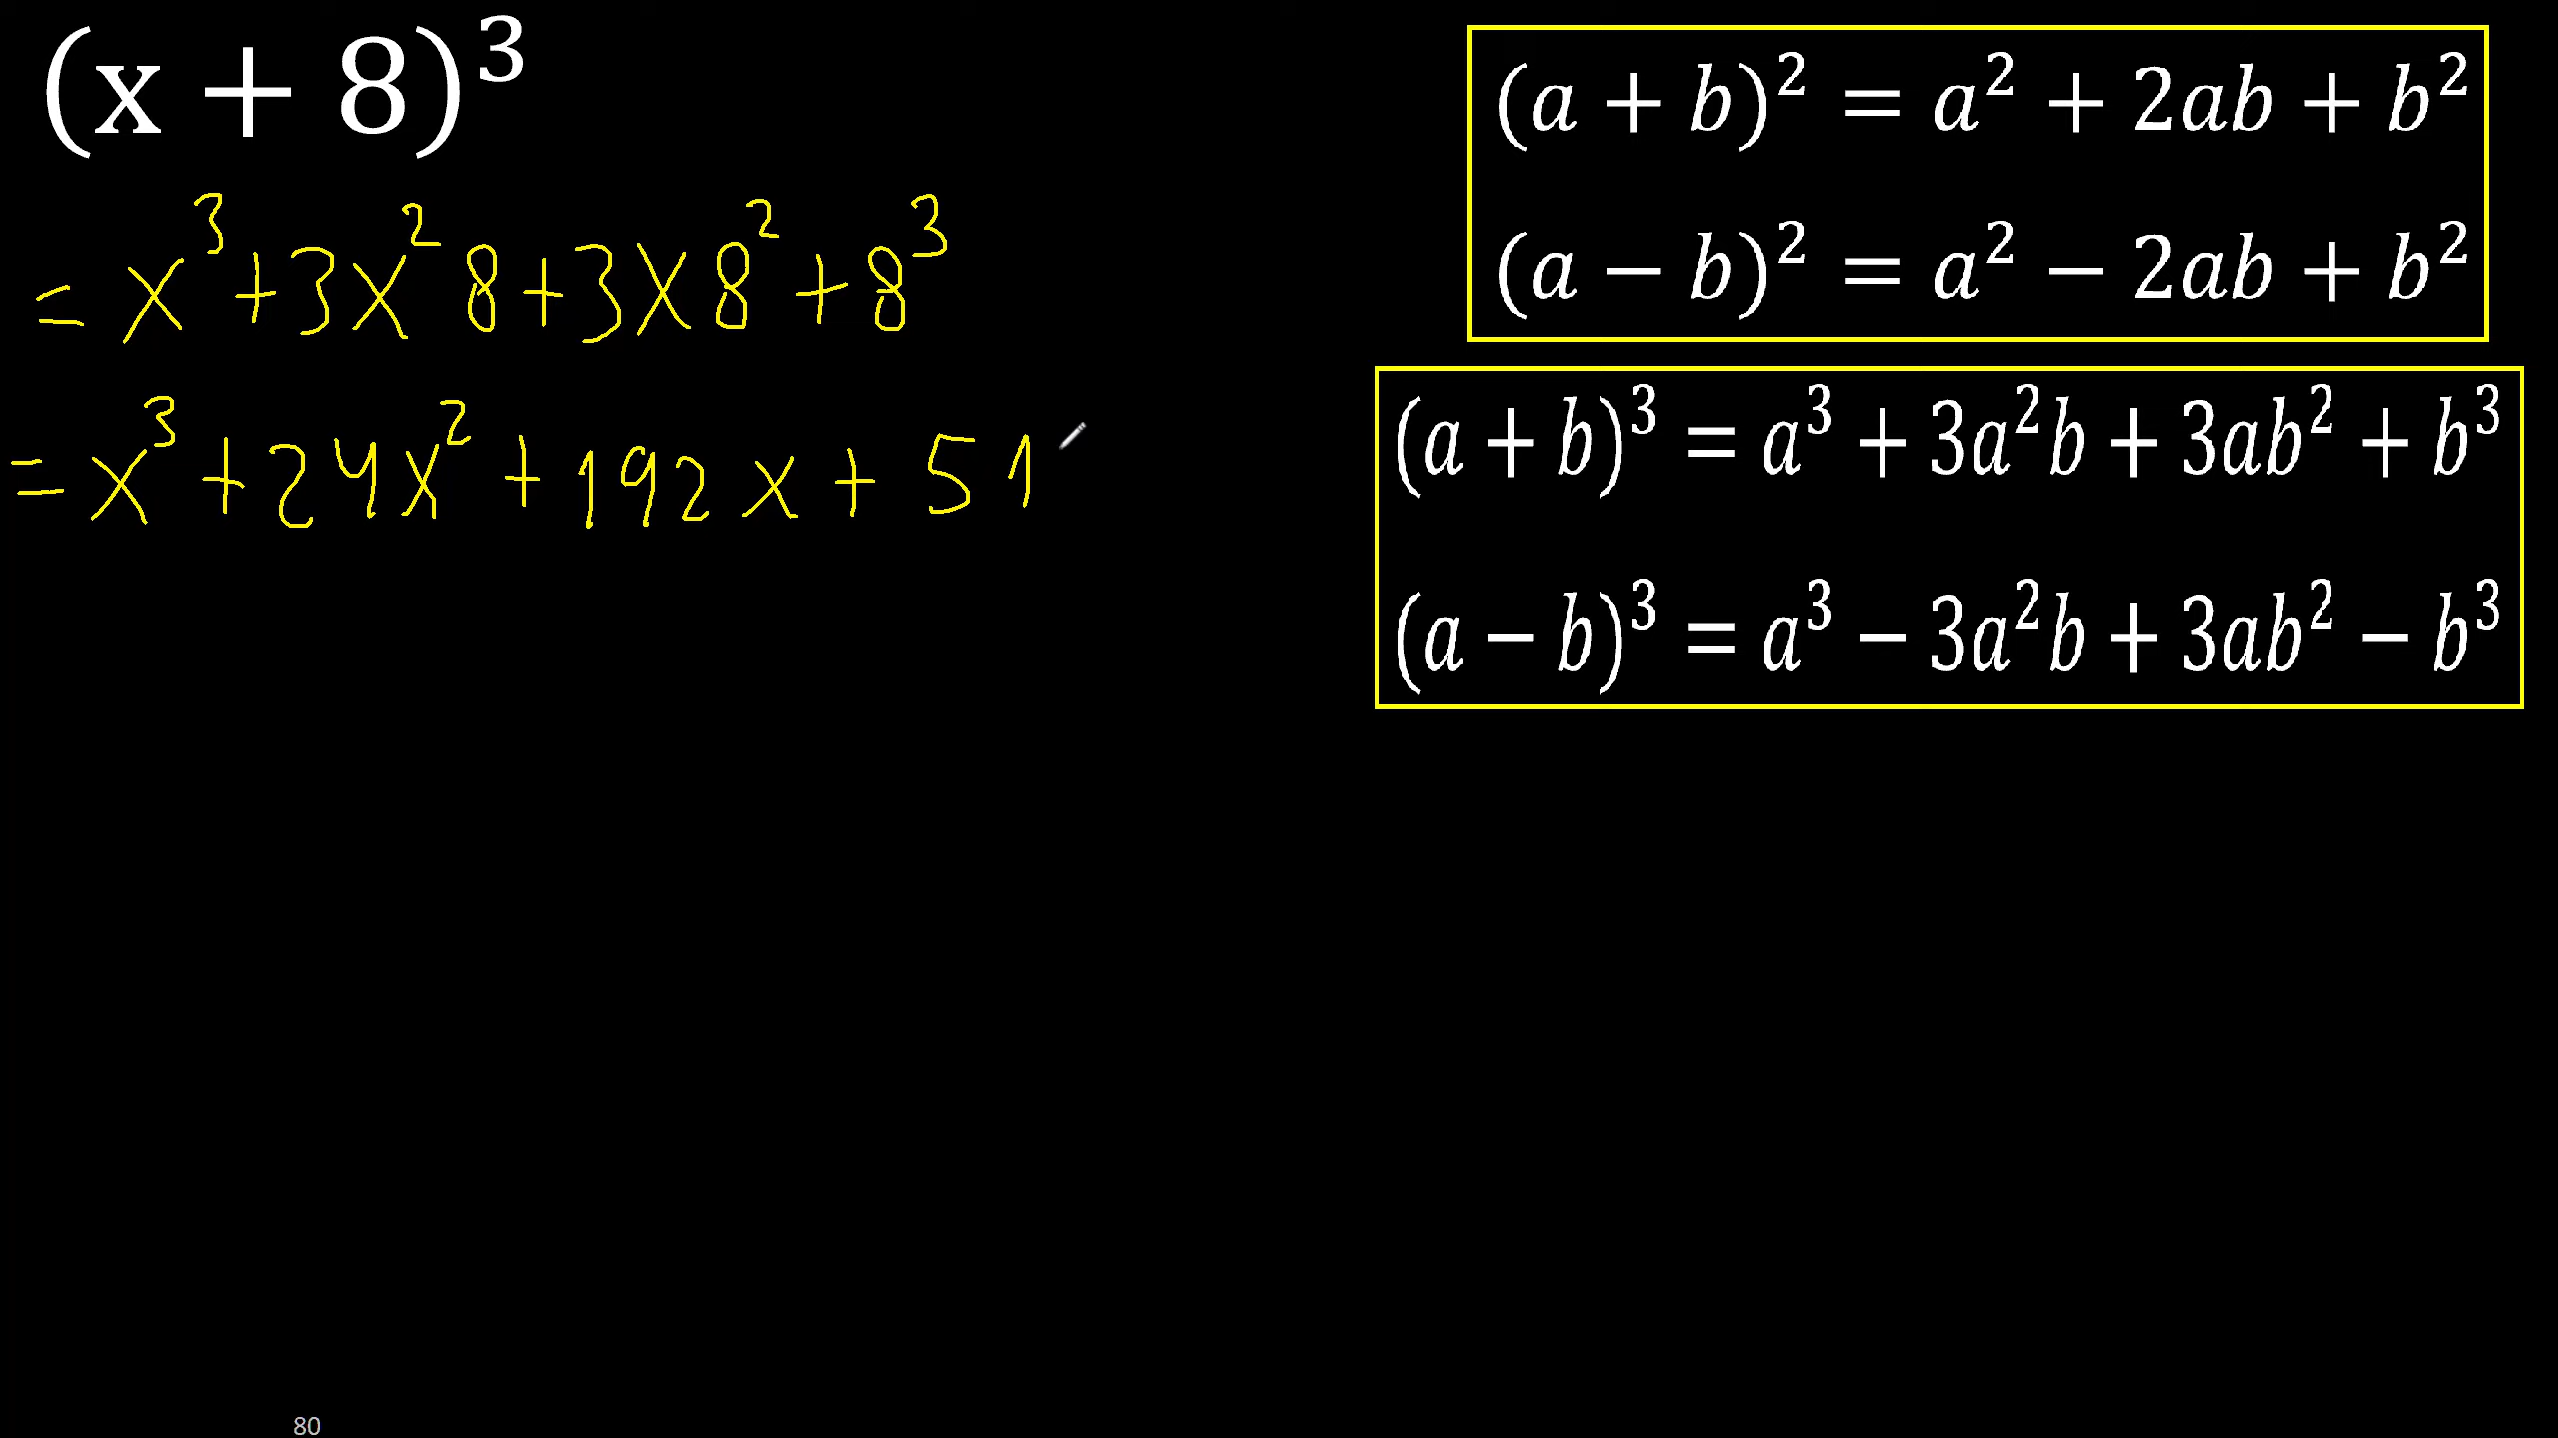 (x + 8)³
= x³ + 3x² 8 + 3x 8² + 8³
= x³ + 24x² + 192x + 51
(a + b)² = a² + 2ab + b²
(a − b)² = a² − 2ab + b²
(a + b)³ = a³ + 3a²b + 3ab² + b³
(a − b)³ = a³ − 3a²b + 3ab² − b³
80